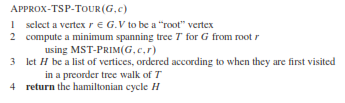 APPROX-TSP-TOUR(G, c)
1 select a vertex r ∈ G.V to be a “root” vertex
2 compute a minimum spanning tree T for G from root r
using MST-PRIM(G, c, r)
3 let H be a list of vertices, ordered according to when they are first visited
in a preorder tree walk of T
4 return the hamiltonian cycle H